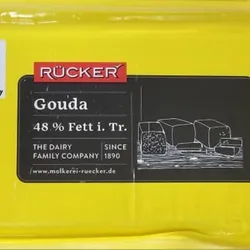 RÜCKER
Gouda
48 % Fett i. Tr.
THE DAIRY FAMILY COMPANY
SINCE 1890
www.molkerei-ruecker.de